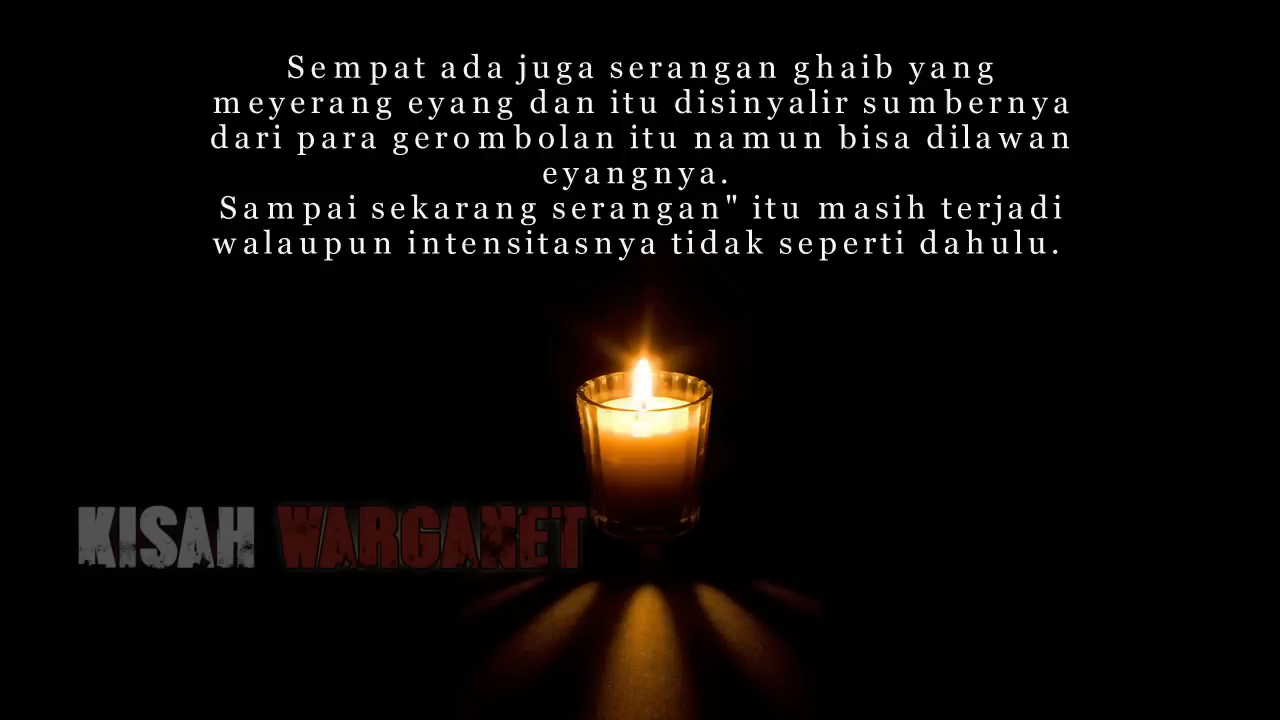 Sempat ada juga serangan ghaib yang
meyerang eyang dan itu disinyalir sumbernya
dari para gerombolan itu namun bisa dilawan
eyangnya.
Sampai sekarang serangan" itu masih terjadi
walaupun intensitasnya tidak seperti dahulu.
KISAH WARGANET